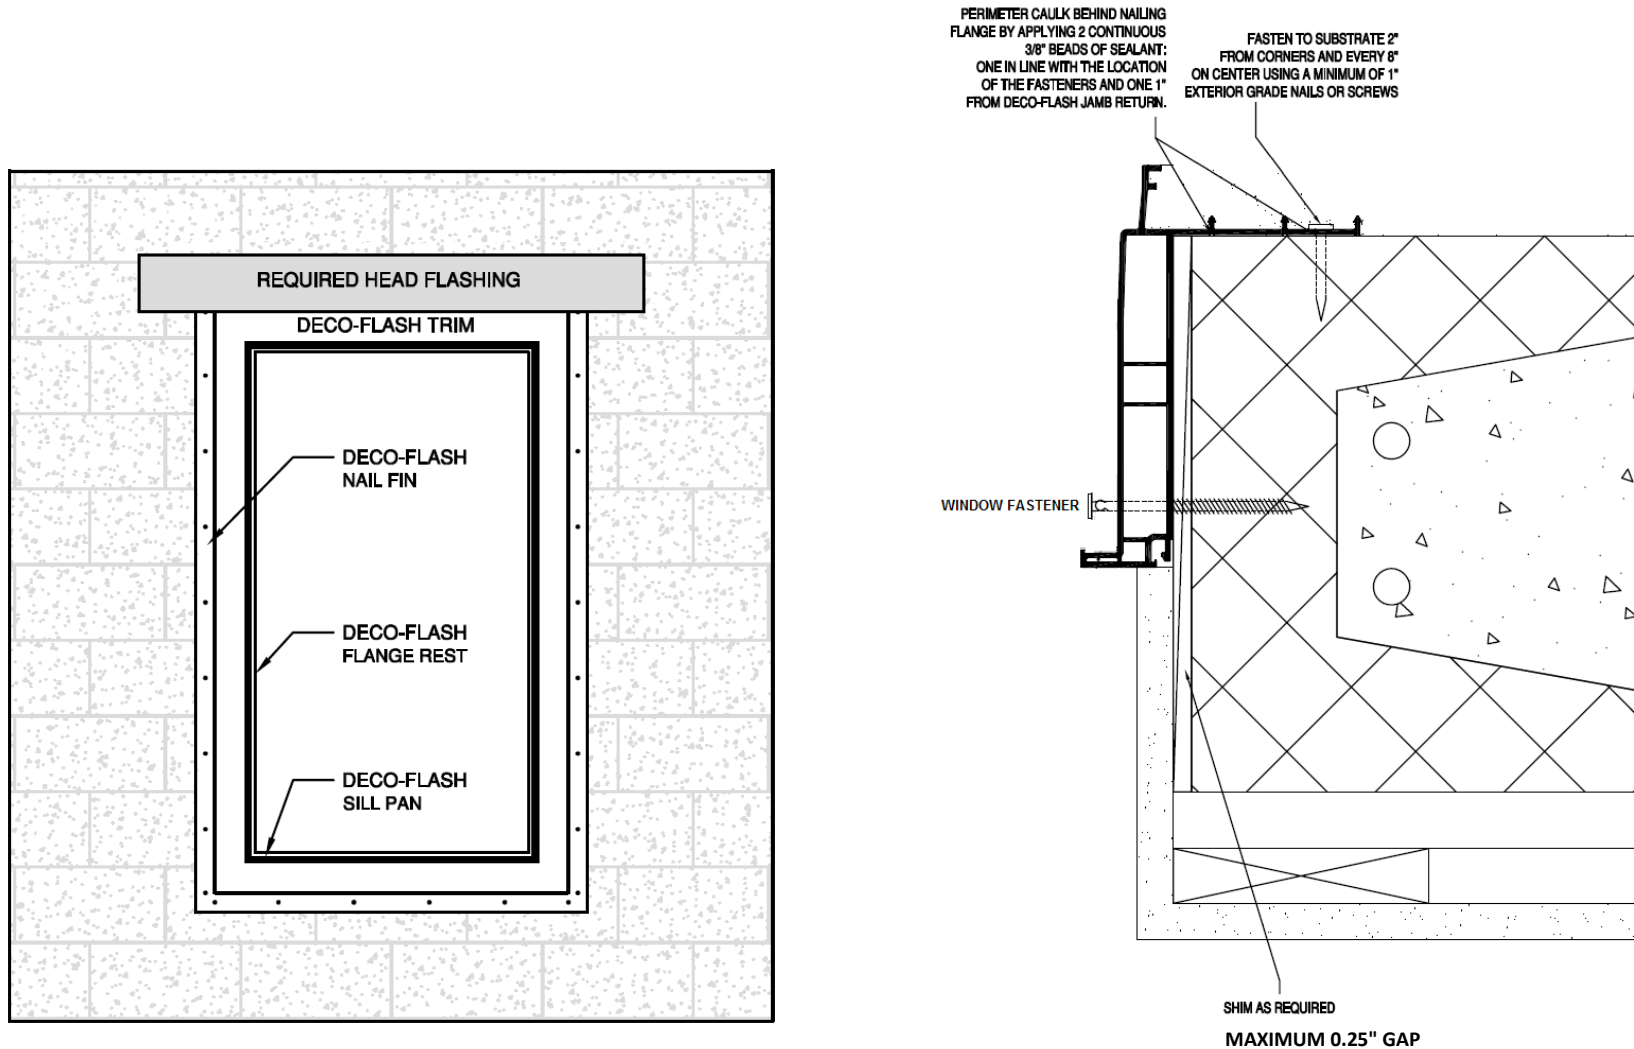 REQUIRED HEAD FLASHING
DECO-FLASH TRIM
DECO-FLASH
NAIL FIN
DECO-FLASH
FLANGE REST
DECO-FLASH
SILL PAN
PERIMETER CAULK BEHIND NAILING
FLANGE BY APPLYING 2 CONTINUOUS
3/8" BEADS OF SEALANT:
ONE IN LINE WITH THE LOCATION
OF THE FASTENERS AND ONE 1"
FROM DECO-FLASH JAMB RETURN.
FASTEN TO SUBSTRATE 2"
FROM CORNERS AND EVERY 8"
ON CENTER USING A MINIMUM OF 1"
EXTERIOR GRADE NAILS OR SCREWS
WINDOW FASTENER
SHIM AS REQUIRED
MAXIMUM 0.25" GAP